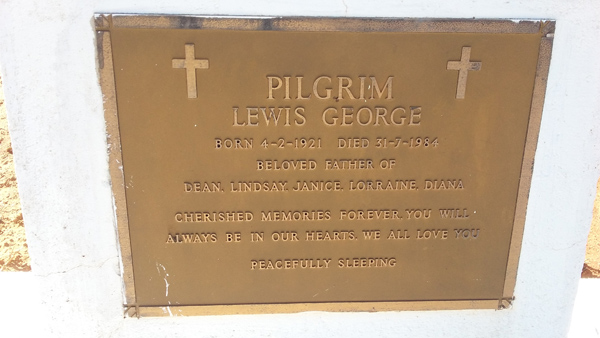 PILGRIM
LEWIS GEORGE
BORN 4-2-1921 DIED 31-7-1984
BELOVED FATHER OF
DEAN, LINDSAY, JANICE, LORRAINE, DIANA
CHERISHED MEMORIES FOREVER, YOU WILL
ALWAYS BE IN OUR HEARTS. WE ALL LOVE YOU
PEACEFULLY SLEEPING